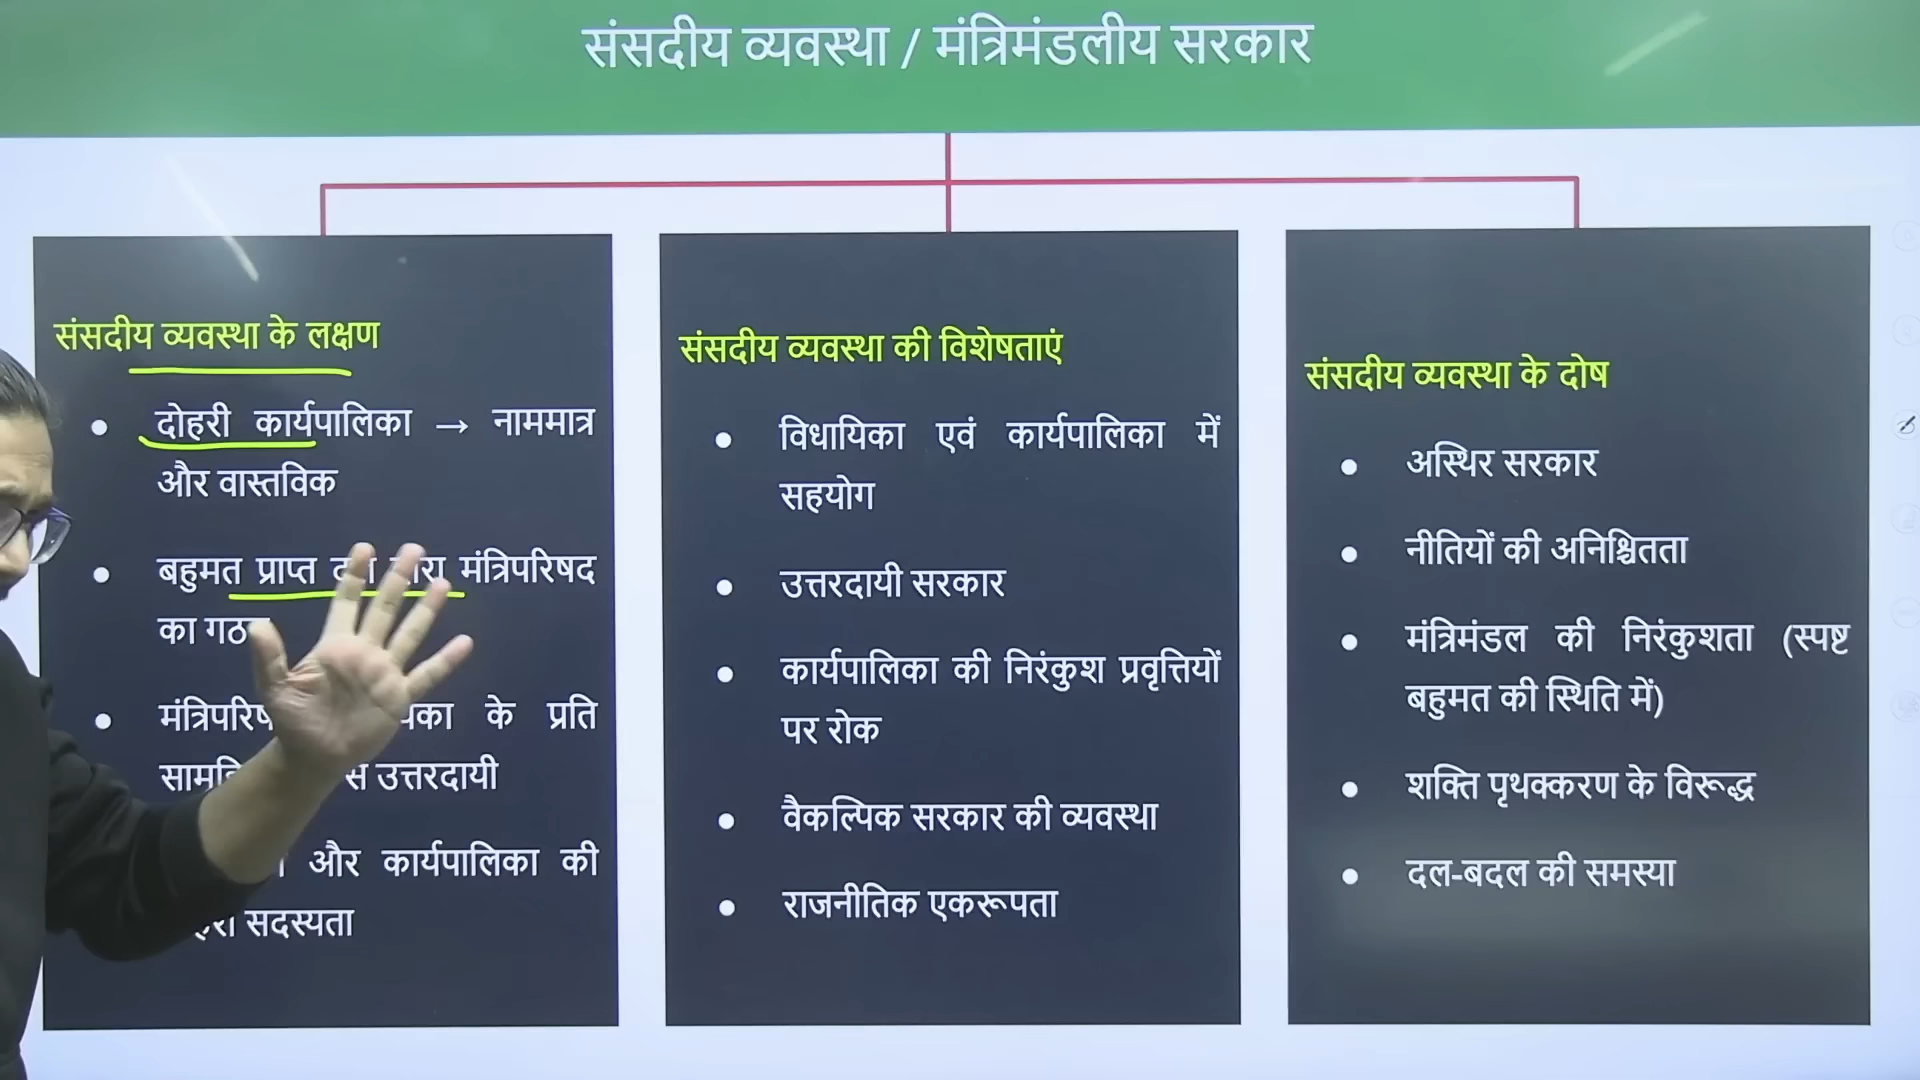 संसदीय व्यवस्था / मंत्रिमंडलीय सरकार
संसदीय व्यवस्था के लक्षण
दोहरी कार्यपालिका → नाममात्र
और वास्तविक
बहुमत प्राप्त मंत्रिपरिषद
का
के प्रति
उत्तरदायी
और कार्यपालिका की
सदस्यता
संसदीय व्यवस्था की विशेषताएं
विधायिका एवं कार्यपालिका में
सहयोग
उत्तरदायी सरकार
कार्यपालिका की निरंकुश प्रवृत्तियों
पर रोक
वैकल्पिक सरकार की व्यवस्था
राजनीतिक एकरूपता
संसदीय व्यवस्था के दोष
अस्थिर सरकार
नीतियों की अनिश्चितता
मंत्रिमंडल की निरंकुशता (स्पष्ट
बहुमत की स्थिति में)
शक्ति पृथक्करण के विरूद्ध
दल-बदल की समस्या